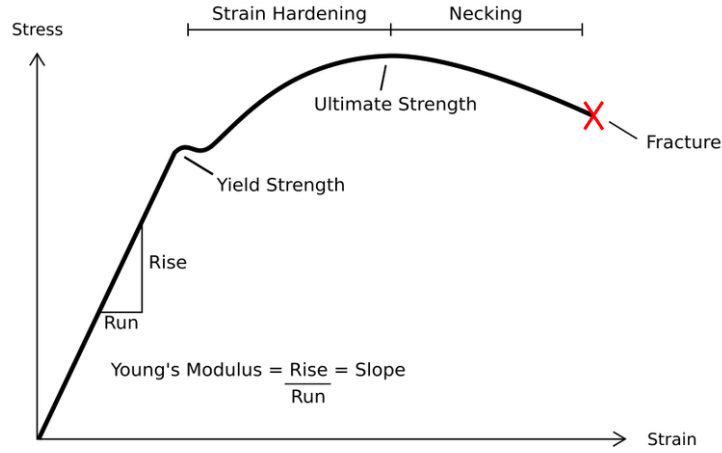 Strain Hardening
Necking
Stress
Ultimate Strength
Fracture
Yield Strength
Rise
Run
Young's Modulus = Rise = Slope
Run
Strain